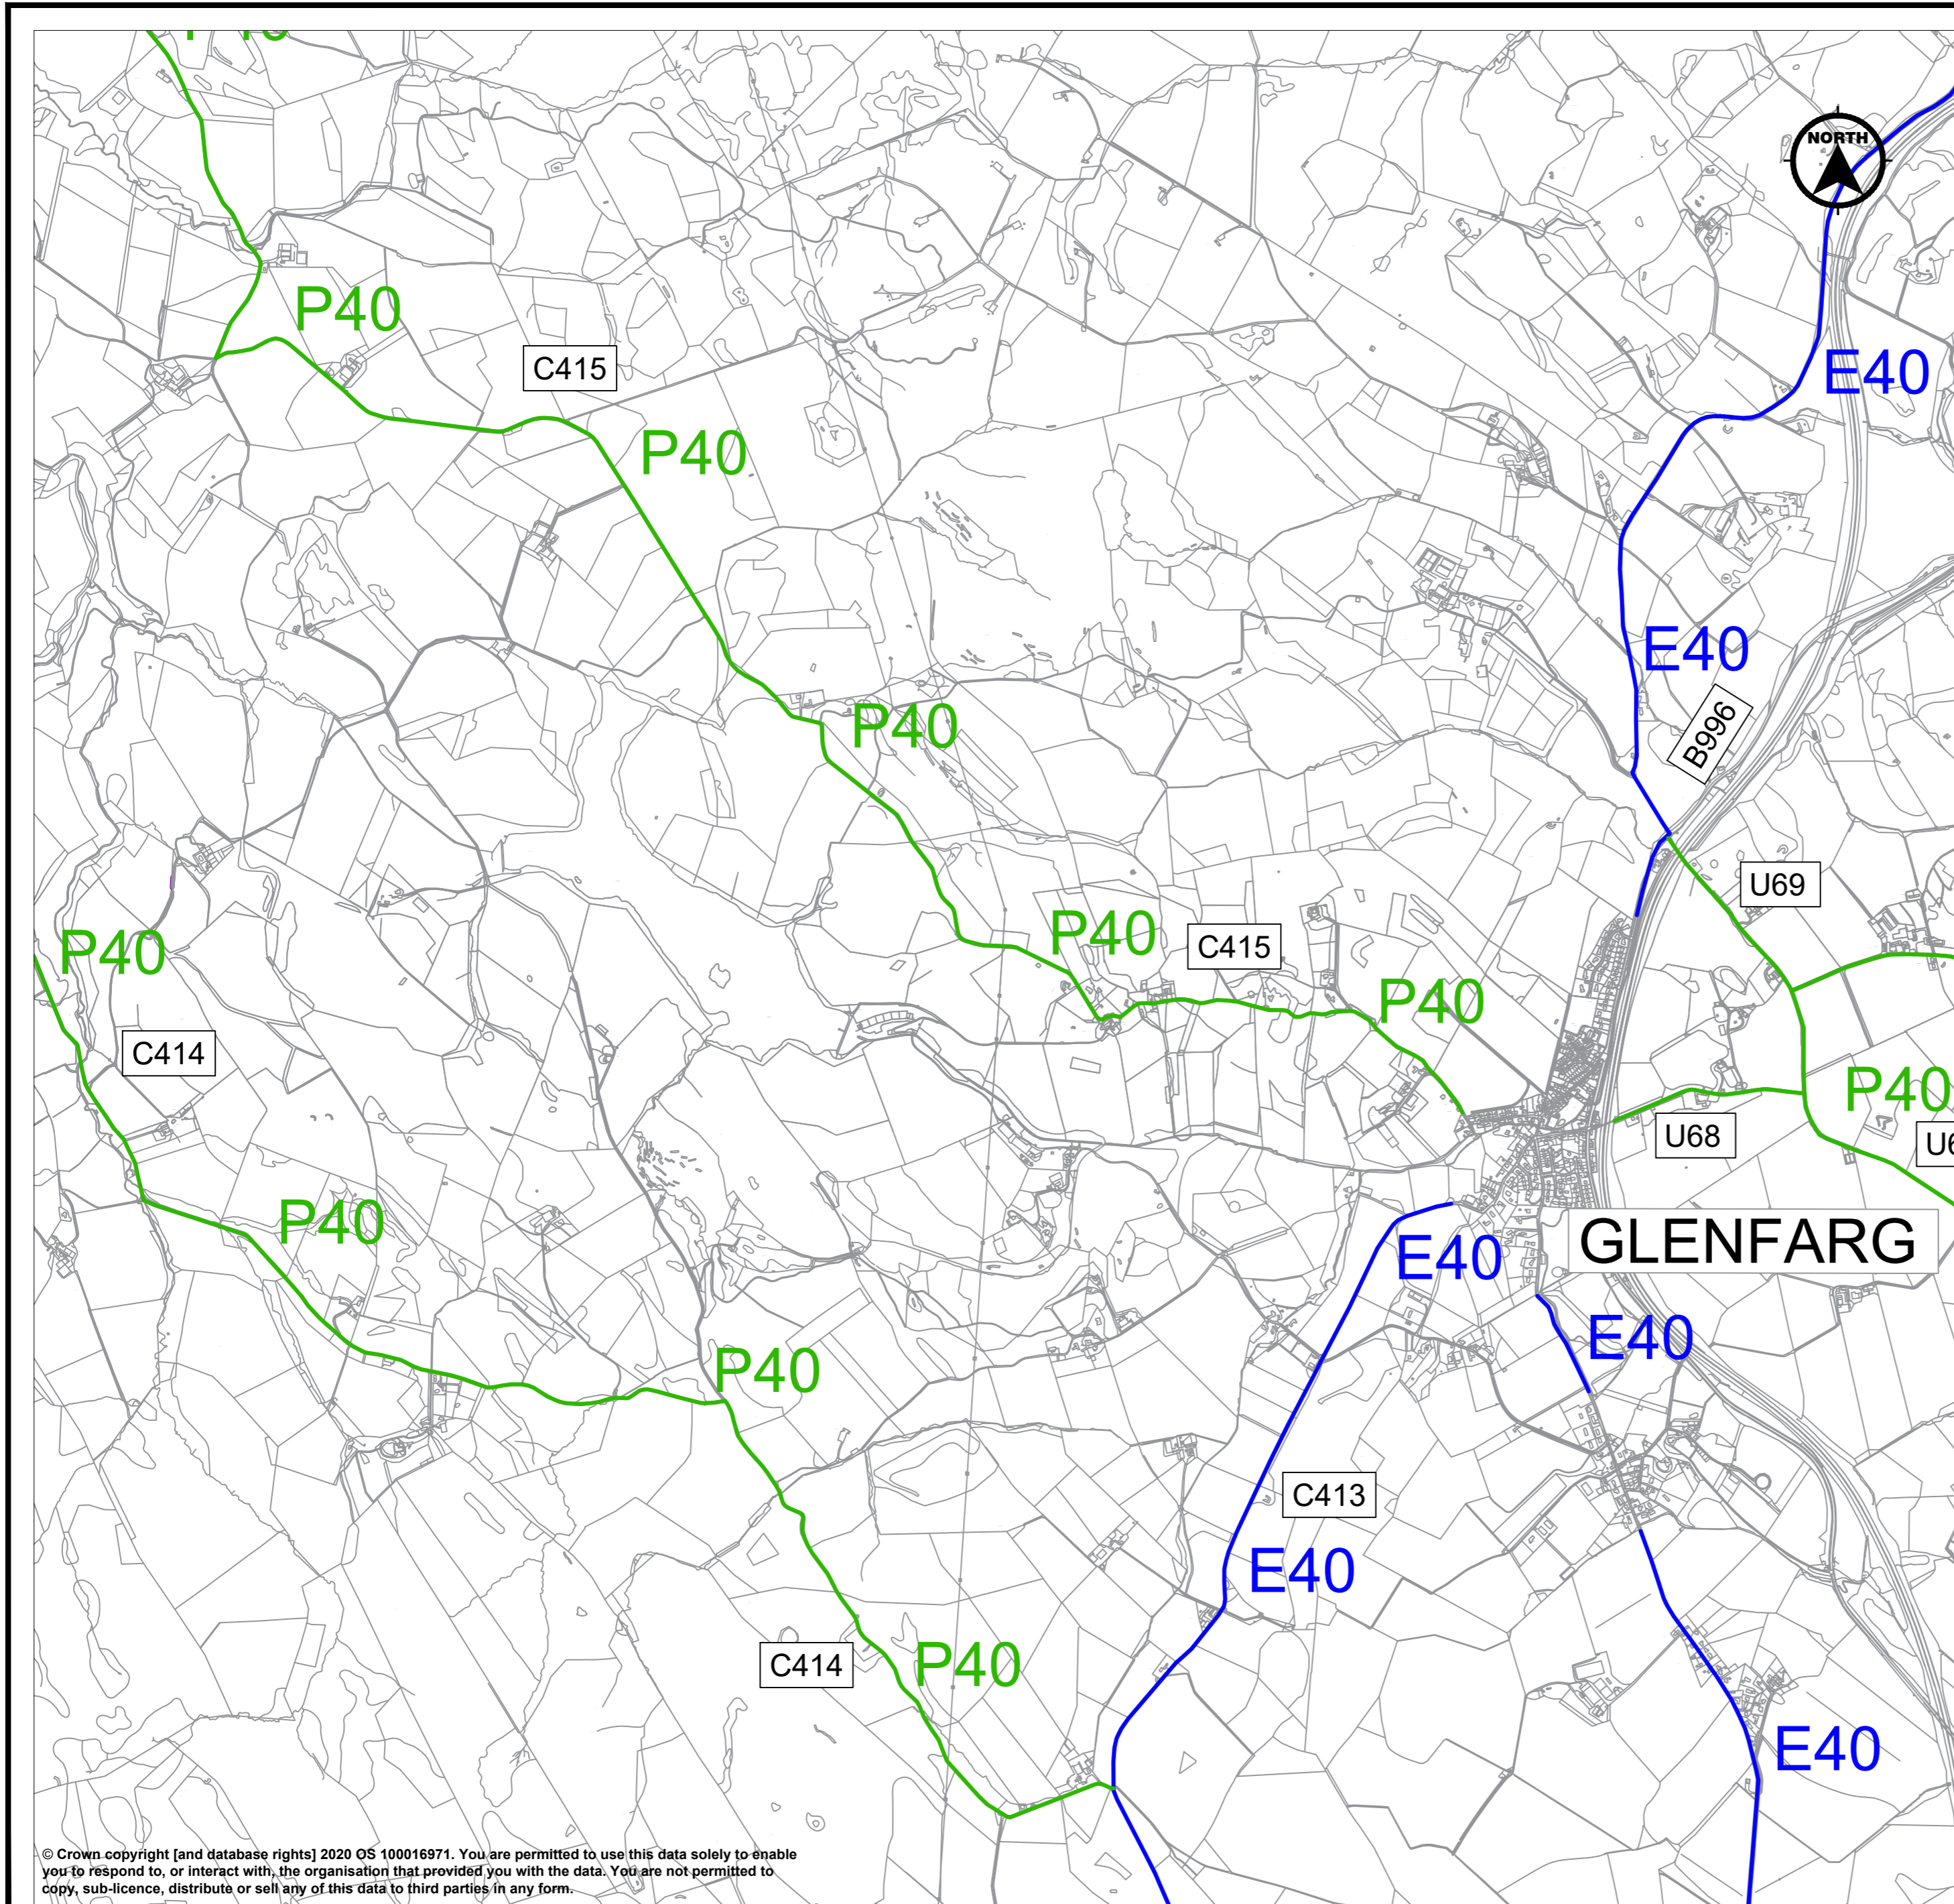 NORTH
P40
C415
E40
P40
E40
P40
B996
U69
P40
C415
P40
P40
C414
P40
U68
P40
GLENFARG
E40
E40
P40
C413
E40
C414
P40
E40
© Crown copyright [and database rights] 2020 OS 100016971. You are permitted to use this data solely to enable
you to respond to, or interact with, the organisation that provided you with the data. You are not permitted to
copy, sub-licence, distribute or sell any of this data to third parties in any form.